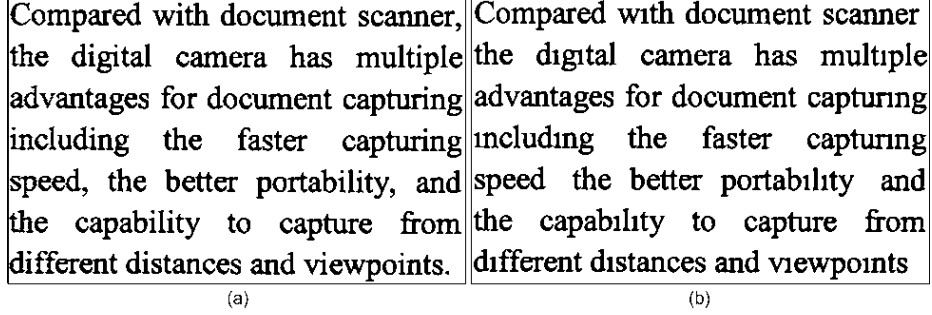 Compared with document scanner,
the digital camera has multiple
advantages for document capturing
including the faster capturing
speed, the better portability, and
the capability to capture from
different distances and viewpoints.
(a)
Compared wıth document scanner
the dıgıtal camera has multıple
advantages for document capturıng
ıncludıng the faster capturıng
speed the better portabılıty and
the capabılıty to capture from
dıfferent dıstances and vıewpoınts
(b)